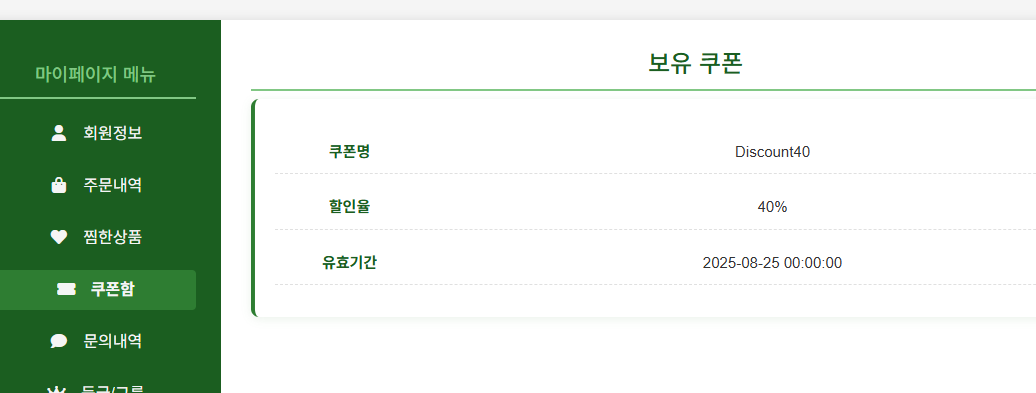 마이페이지 메뉴
회원정보
주문내역
찜한상품
쿠폰함
문의내역
보유 쿠폰
쿠폰명 Discount40
할인율 40%
유효기간 2025-08-25 00:00:00